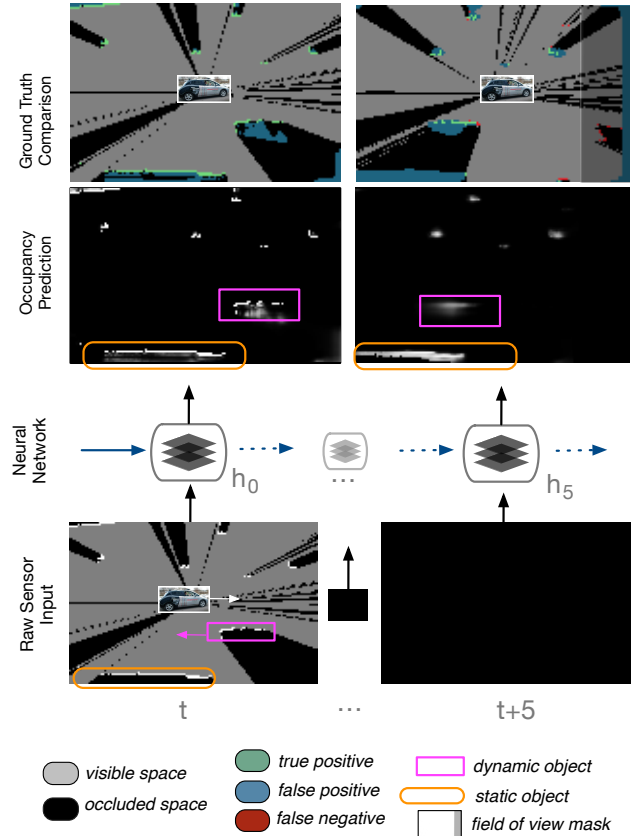 Ground Truth
Comparison
Occupancy
Prediction
Neural
Network
h0
...
h5
Raw Sensor
Input
t
...
t+5
visible space
occluded space
true positive
false positive
false negative
dynamic object
static object
field of view mask